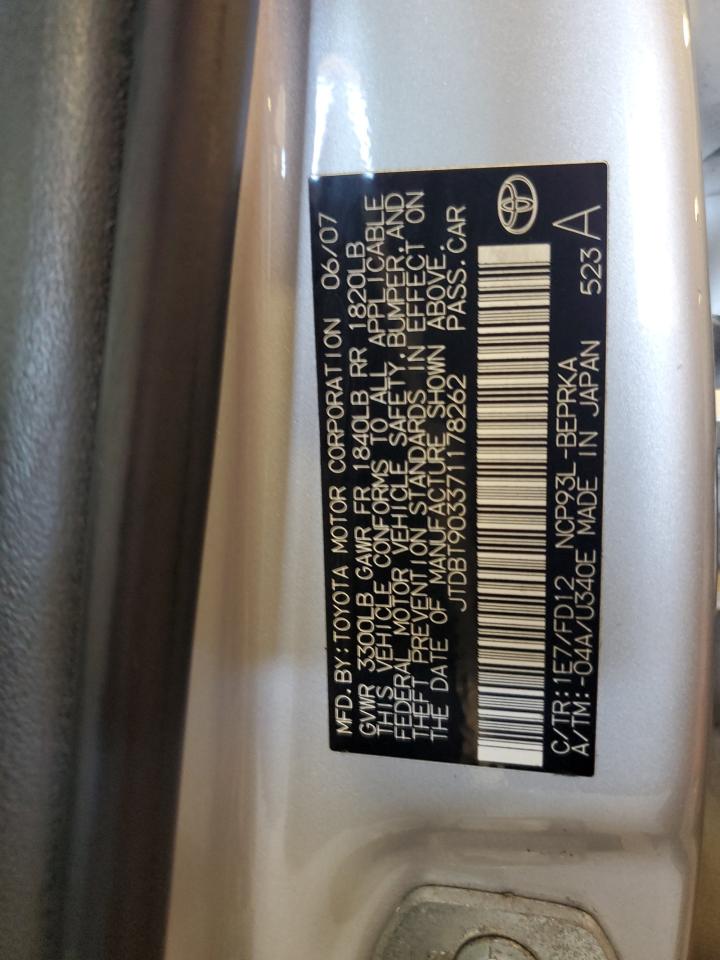 MFD. BY: TOYOTA MOTOR CORPORATION 06/07
GVWR 3300LB GAWR FR 1840LB RR 1820LB
THIS VEHICLE CONFORMS TO ALL APPLICABLE
FEDERAL MOTOR VEHICLE SAFETY, BUMPER, AND
THEFT PREVENTION STANDARDS IN EFFECT ON
THE DATE OF MANUFACTURE SHOWN ABOVE.
JTDBT903371178262 PASS. CAR
C/TR: 1E7/FD12 NCP93L-BEPRKA
A/TM: -04A/U340E MADE IN JAPAN 523 A